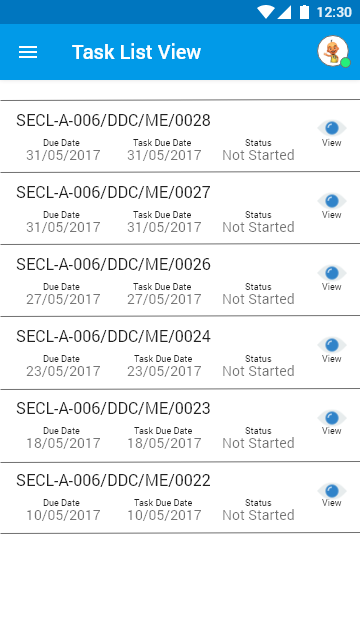 12:30
Task List View
SECL-A-006/DDC/ME/0028
Due Date Task Due Date Status View
31/05/2017 31/05/2017 Not Started
SECL-A-006/DDC/ME/0027
Due Date Task Due Date Status View
31/05/2017 31/05/2017 Not Started
SECL-A-006/DDC/ME/0026
Due Date Task Due Date Status View
27/05/2017 27/05/2017 Not Started
SECL-A-006/DDC/ME/0024
Due Date Task Due Date Status View
23/05/2017 23/05/2017 Not Started
SECL-A-006/DDC/ME/0023
Due Date Task Due Date Status View
18/05/2017 18/05/2017 Not Started
SECL-A-006/DDC/ME/0022
Due Date Task Due Date Status View
10/05/2017 10/05/2017 Not Started